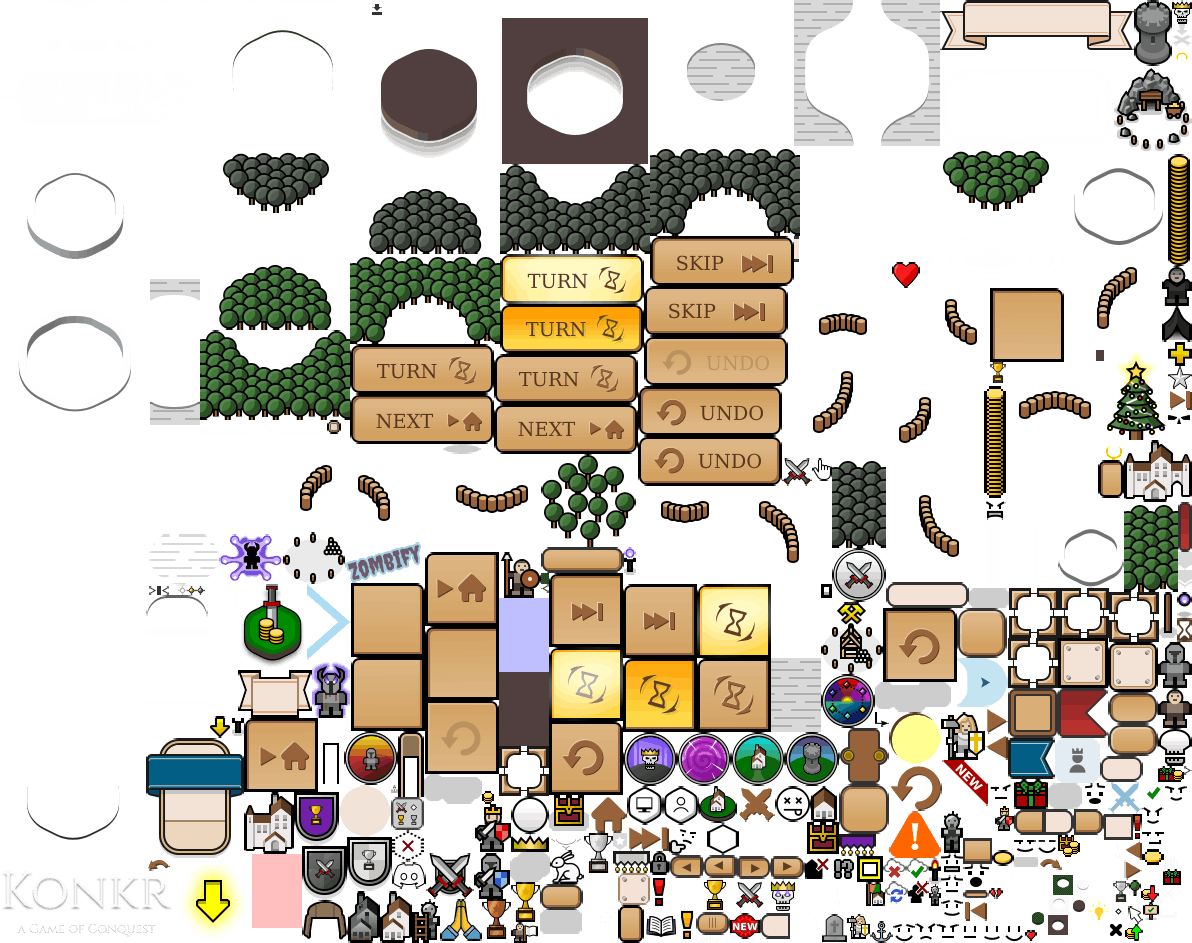 SKIP
TURN
SKIP
TURN
UNDO
TURN
TURN
UNDO
NEXT
NEXT
UNDO
ZOMBIFY
NEW
KONKR
A GAME OF CONQUEST
NEW